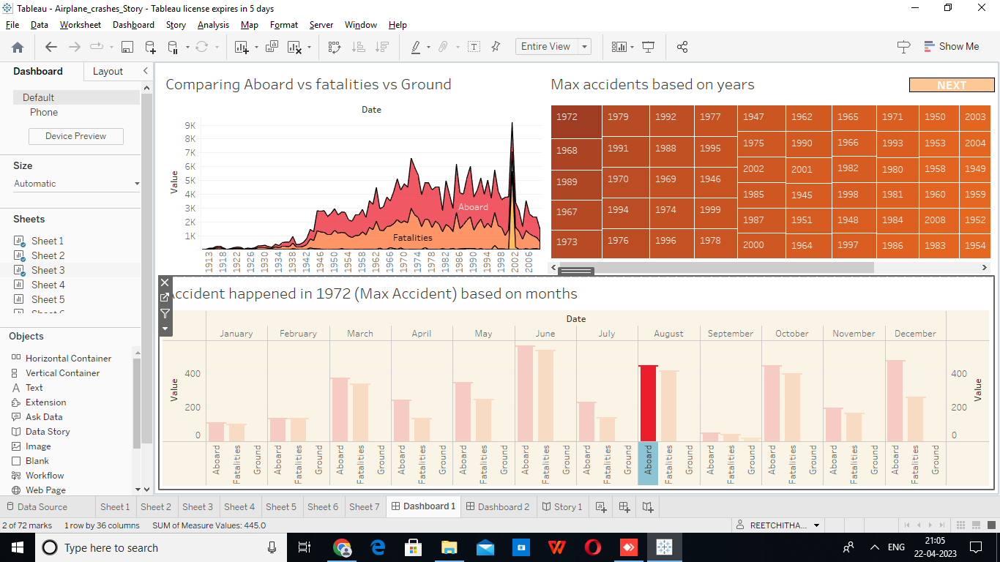 Tableau - Airplane_crashes_Story - Tableau license expires in 5 days
File Data Worksheet Dashboard Story Analysis Map Format Server Window Help
Entire View Show Me
Dashboard Layout
Default
Phone
Device Preview
Size
Automatic
Sheets
Sheet 1
Sheet 2
Sheet 3
Sheet 4
Sheet 5
Objects
Horizontal Container
Vertical Container
Text
Extension
Ask Data
Data Story
Image
Blank
Workflow
Web Page
Comparing Aboard vs fatalities vs Ground
Date
Value
9K
8K
7K
6K
5K
4K
3K
2K
1K
Aboard
Fatalities
1913 1918 1922 1926 1930 1934 1938 1942 1946 1950 1954 1958 1962 1966 1970 1974 1978 1982 1986 1990 1994 1998 2002 2006
Max accidents based on years
NEXT
1972 1979 1992 1977 1947 1962 1965 1971 1950 2003
1968 1991 1988 1995 1975 1990 1966 1993 1953 2004
1989 1970 1969 1946 2002 2001 1982 1980 1958 1949
1967 1994 1974 1999 1985 1945 1998 1981 1960 1959
1973 1976 1996 1978 1987 1951 1948 1984 2008 1952
2000 1964 1997 1986 1983 1954
Accident happened in 1972 (Max Accident) based on months
Date
January February March April May June July August September October November December
Value
400
200
0
400
200
0
Value
Aboard Fatalities Ground Aboard Fatalities Ground Aboard Fatalities Ground Aboard Fatalities Ground Aboard Fatalities Ground Aboard Fatalities Ground Aboard Fatalities Ground Aboard Fatalities Ground Aboard Fatalities Ground Aboard Fatalities Ground Aboard Fatalities Ground Aboard Fatalities Ground
Data Source Sheet 1 Sheet 2 Sheet 3 Sheet 4 Sheet 5 Sheet 6 Sheet 7 Dashboard 1 Dashboard 2 Story 1
2 of 72 marks 1 row by 36 columns SUM of Measure Values: 445.0 REETCHITHA...
Type here to search
ENG
21:05
22-04-2023